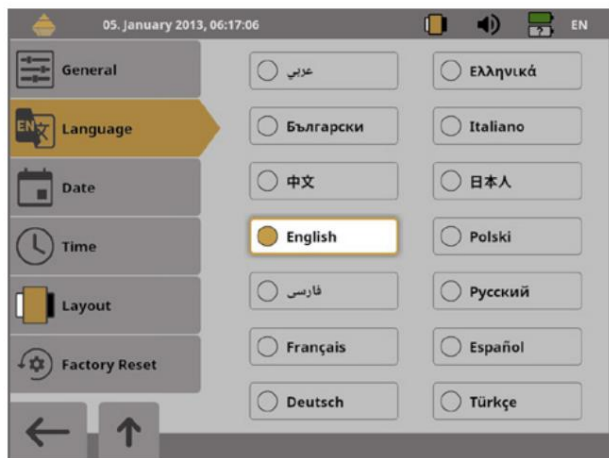 05. January 2013, 06:17:06
EN
General
EN
Language
Date
Time
Layout
Factory Reset
عربي
Ελληνικά
Български
Italiano
中文
日本人
English
Polski
فارسی
Русский
Français
Español
Deutsch
Türkçe